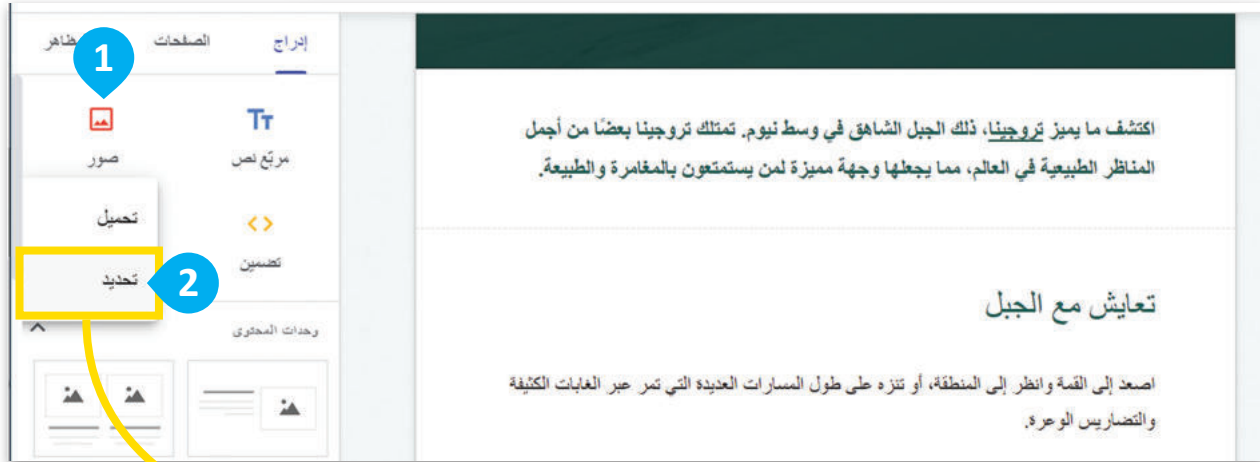 إدراج
الصفحات
1
صور
Tт
مربّع نص
تحميل
تحديد
2
<>
تضمين
وحدات المحتوى
اكتشف ما يميز تروجينا، ذلك الجبل الشاهق في وسط نيوم. تمتلك تروجينا بعضًا من أجمل
المناظر الطبيعية في العالم، مما يجعلها وجهة مميزة لمن يستمتعون بالمغامرة والطبيعة.
تعايش مع الجبل
اصعد إلى القمة وانظر إلى المنطقة، أو تنزه على طول المسارات العديدة التي تمر عبر الغابات الكثيفة
والتضاريس الوعرة.